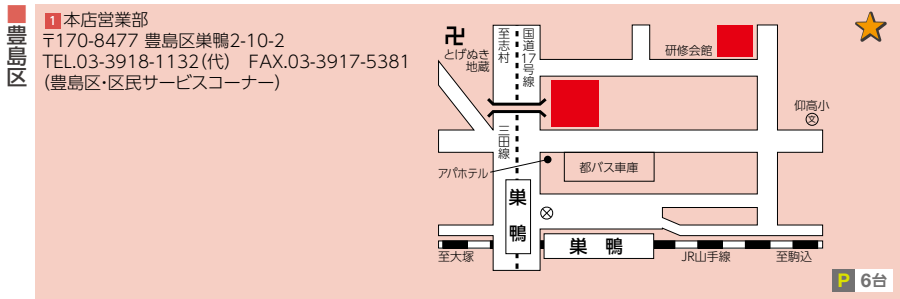 豊島区
1 本店営業部
〒170-8477 豊島区巣鴨2-10-2
TEL.03-3918-1132(代) FAX.03-3917-5381
(豊島区・区民サービスコーナー)
卍
とげぬき
地蔵
至志村
国道17号線
研修会館
仰高小
文
三田線
アパホテル
都バス車庫
巣鴨
巣鴨
至大塚
JR山手線
至駒込
P 6台